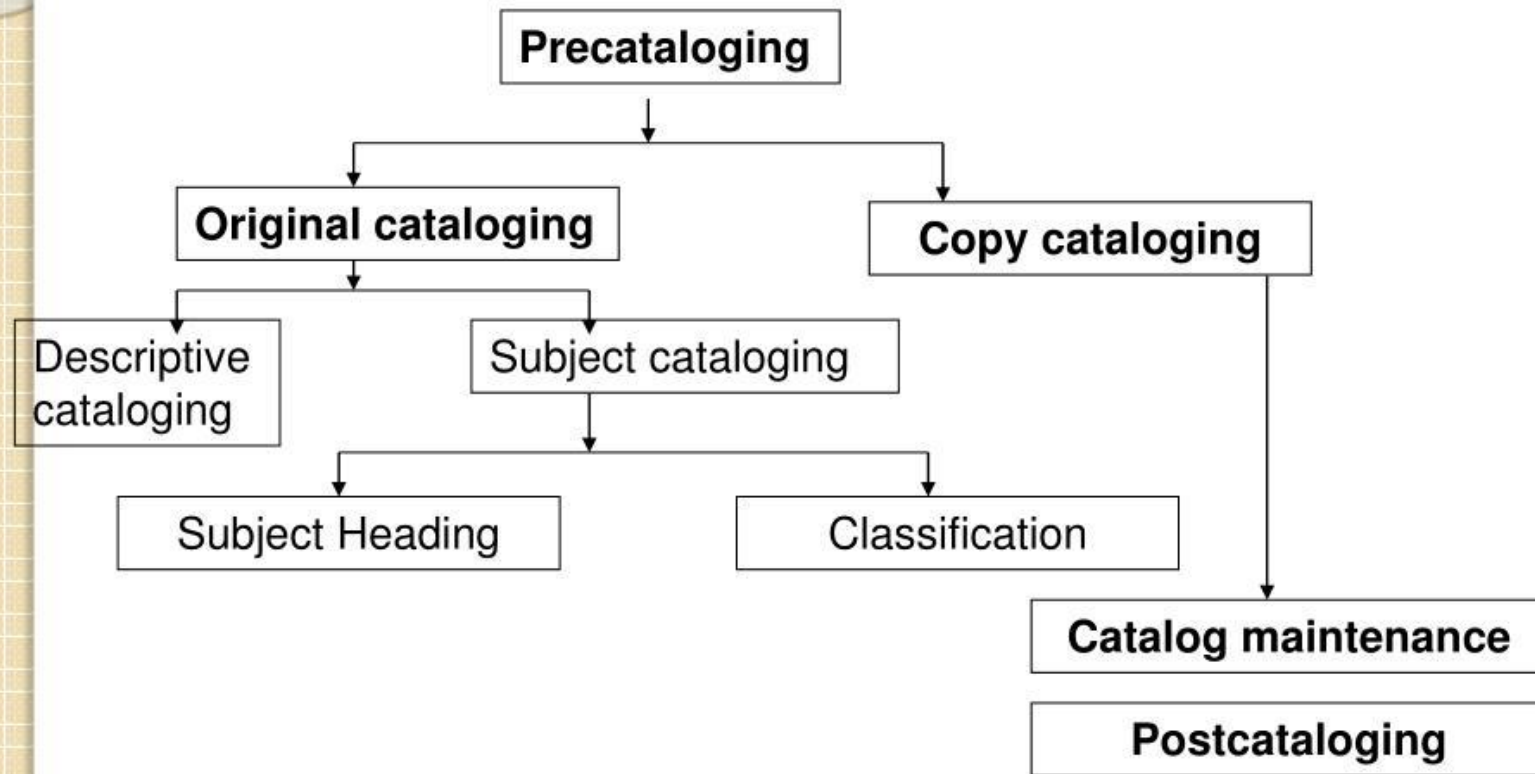 Precataloging
Original cataloging
Copy cataloging
Descriptive
cataloging
Subject cataloging
Subject Heading
Classification
Catalog maintenance
Postcataloging